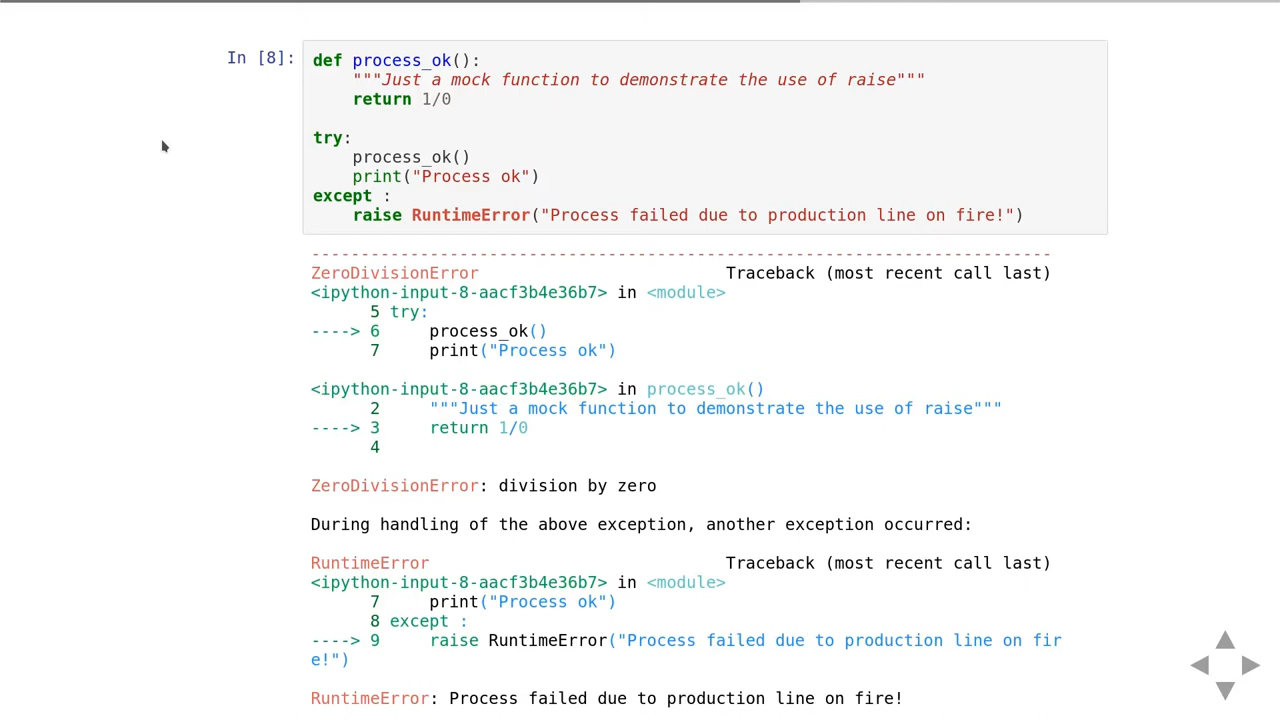 In [8]:
def process_ok():
    """Just a mock function to demonstrate the use of raise"""
    return 1/0
try:
    process_ok()
    print("Process ok")
except :
    raise RuntimeError("Process failed due to production line on fire!")
---------------------------------------------------------------------------
ZeroDivisionError                         Traceback (most recent call last)
<ipython-input-8-aacf3b4e36b7> in <module>
      5 try:
----> 6     process_ok()
      7     print("Process ok")
<ipython-input-8-aacf3b4e36b7> in process_ok()
      2     """Just a mock function to demonstrate the use of raise"""
----> 3     return 1/0
      4
ZeroDivisionError: division by zero
During handling of the above exception, another exception occurred:
RuntimeError                              Traceback (most recent call last)
<ipython-input-8-aacf3b4e36b7> in <module>
      7     print("Process ok")
      8 except :
----> 9     raise RuntimeError("Process failed due to production line on fir
e!")
RuntimeError: Process failed due to production line on fire!